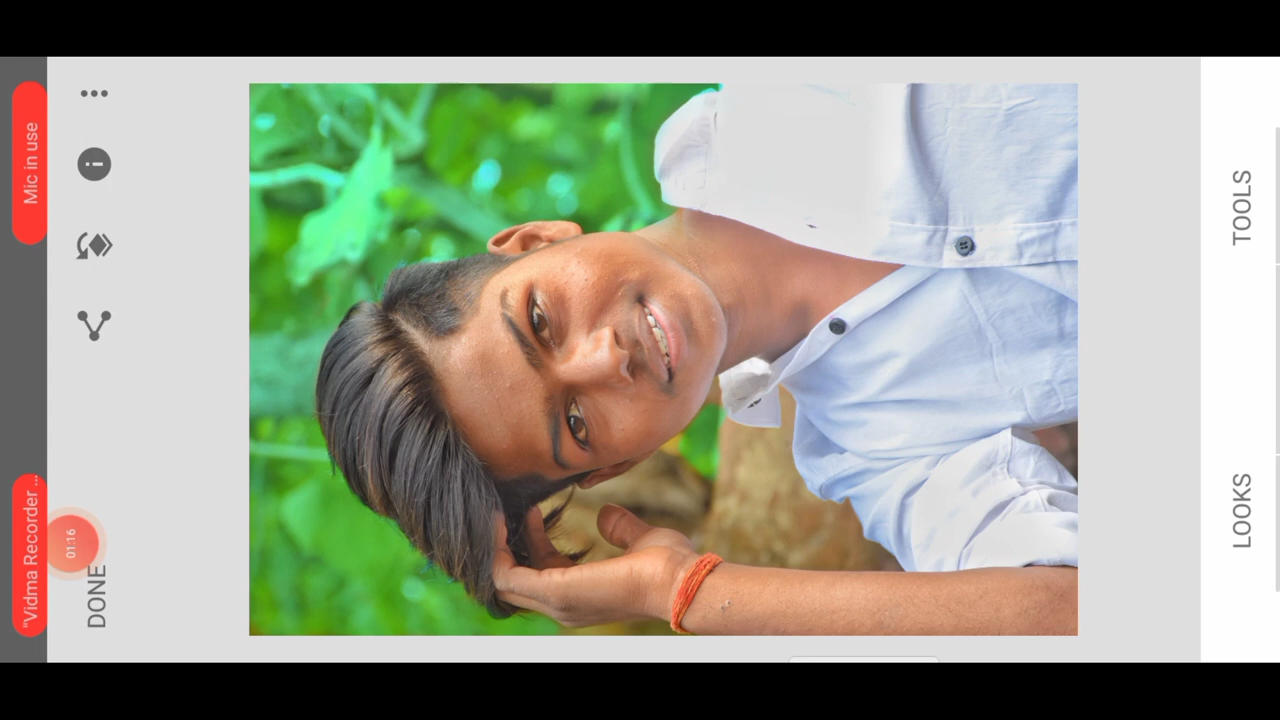 Mic in use
"Vidma Recorder ...
01:16
DONE
TOOLS
LOOKS